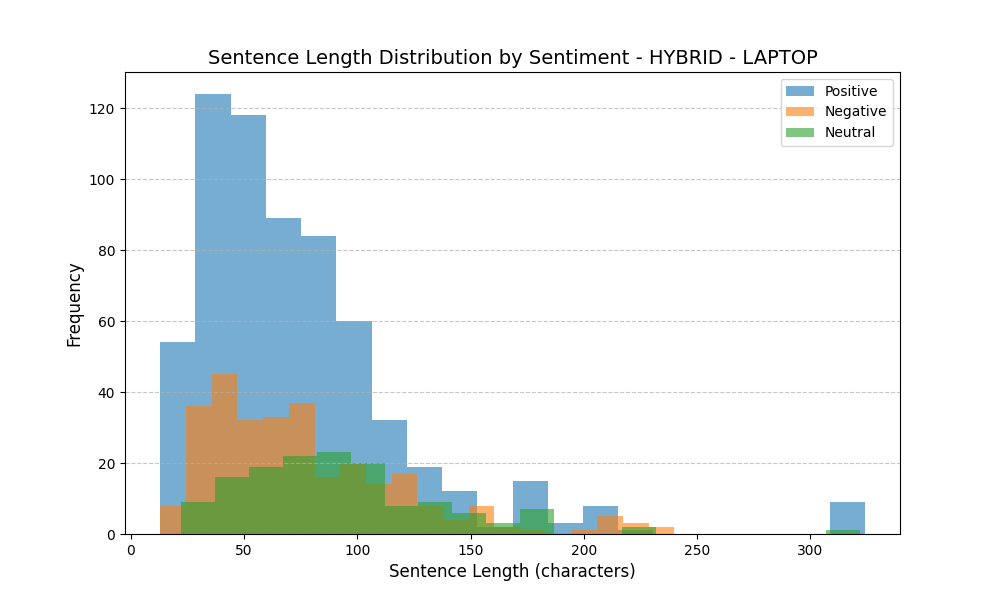 Sentence Length Distribution by Sentiment - HYBRID - LAPTOP
Positive
Negative
Neutral
120
100
80
60
40
20
0
Frequency
0 50 100 150 200 250 300
Sentence Length (characters)